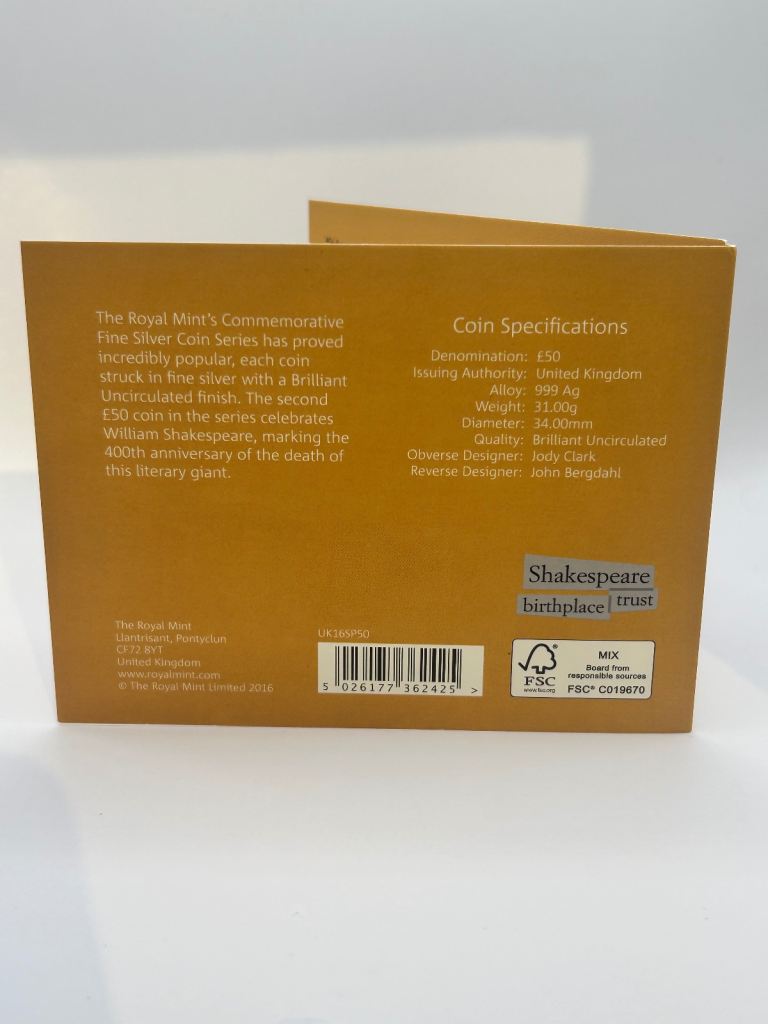 The Royal Mint's Commemorative
Fine Silver Coin Series has proved
incredibly popular, each coin
struck in fine silver with a Brilliant
Uncirculated finish. The second
£50 coin in the series celebrates
William Shakespeare, marking the
400th anniversary of the death of
this literary giant.
Coin Specifications
Denomination: £50
Issuing Authority: United Kingdom
Alloy: 999 Ag
Weight: 31.00g
Diameter: 34.00mm
Quality: Brilliant Uncirculated
Obverse Designer: Jody Clark
Reverse Designer: John Bergdahl
Shakespeare
birthplace trust
The Royal Mint
Llantrisant, Pontyclun
CF72 8YT
United Kingdom
www.royalmint.com
© The Royal Mint Limited 2016
UK16SP50
5 026177 362425 >
FSC
www.fsc.org
MIX
Board from
responsible sources
FSC® C019670